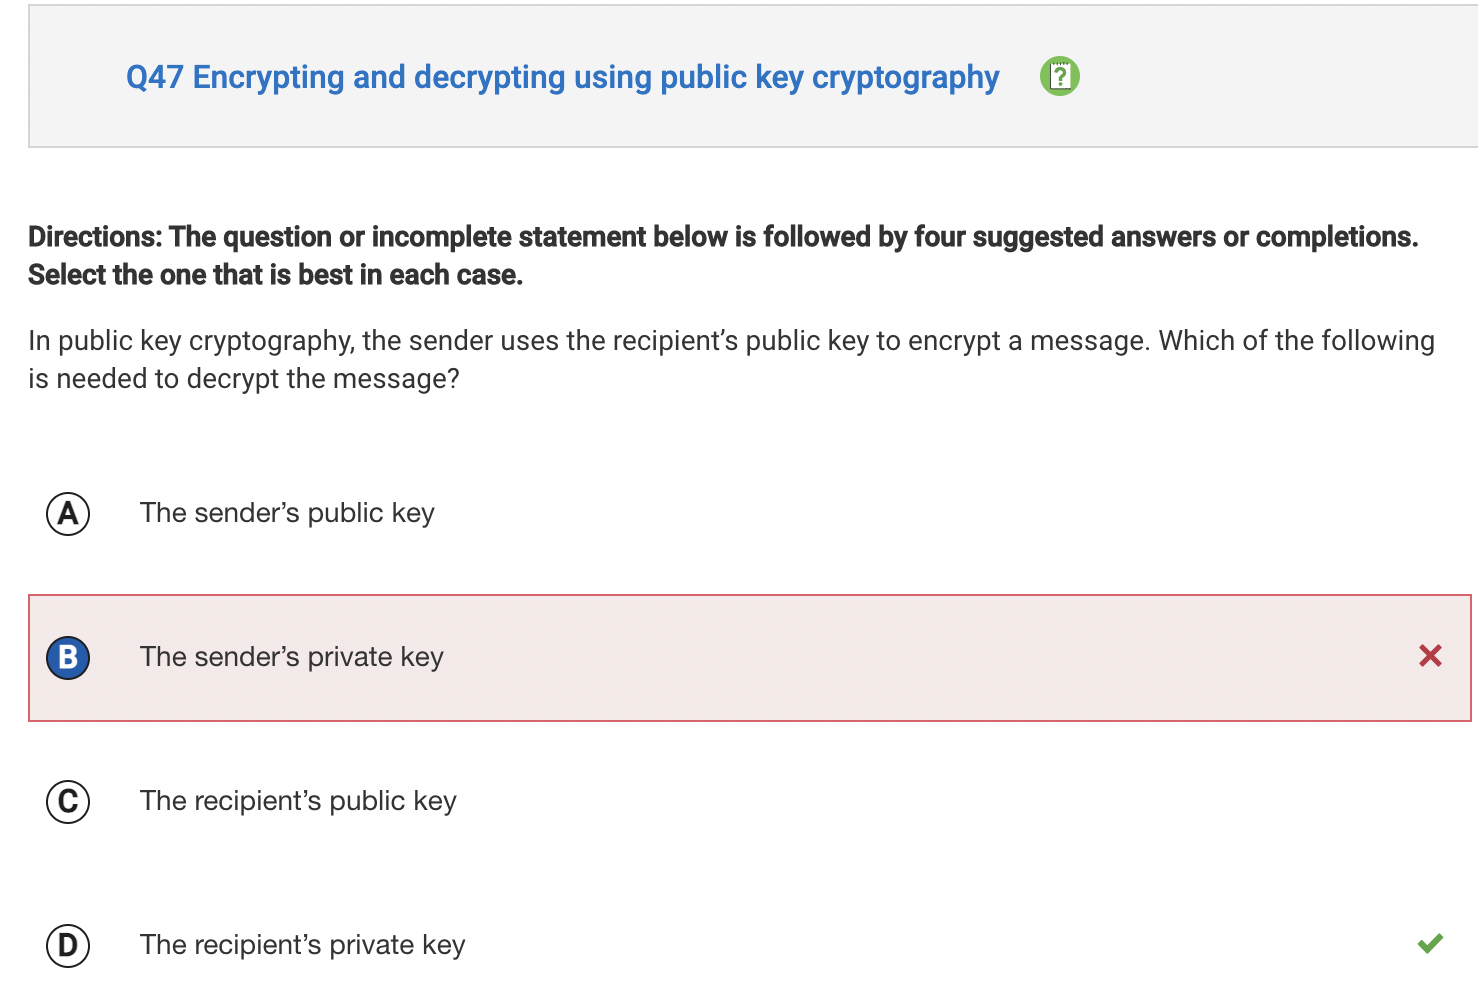 Q47 Encrypting and decrypting using public key cryptography
?
Directions: The question or incomplete statement below is followed by four suggested answers or completions.
Select the one that is best in each case.
In public key cryptography, the sender uses the recipient’s public key to encrypt a message. Which of the following
is needed to decrypt the message?
A The sender’s public key
B The sender’s private key
C The recipient’s public key
D The recipient’s private key